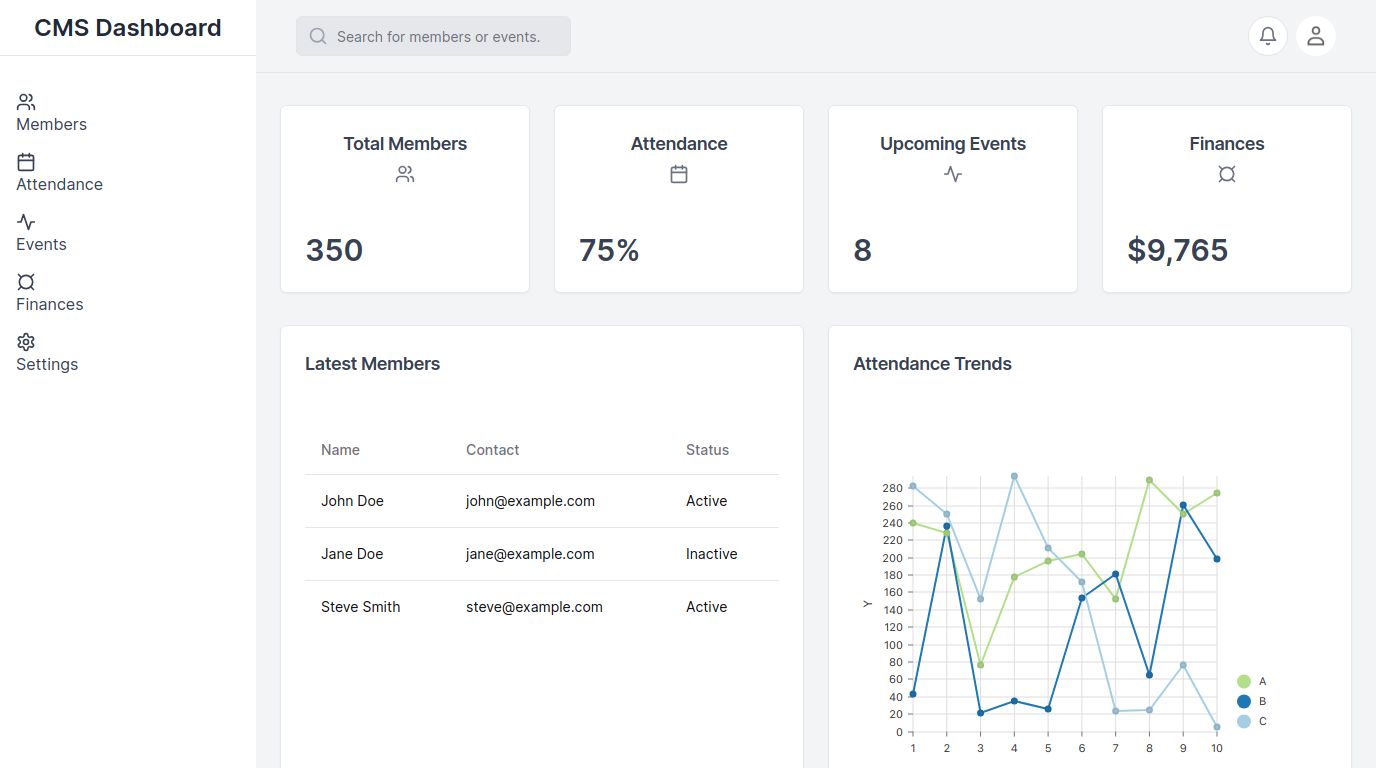 CMS Dashboard
Search for members or events.
Members
Attendance
Events
Finances
Settings
Total Members
350
Attendance
75%
Upcoming Events
8
Finances
$9,765
Latest Members
Name Contact Status
John Doe john@example.com Active
Jane Doe jane@example.com Inactive
Steve Smith steve@example.com Active
Attendance Trends
Y
280
260
240
220
200
180
160
140
120
100
80
60
40
20
0
1 2 3 4 5 6 7 8 9 10
A
B
C